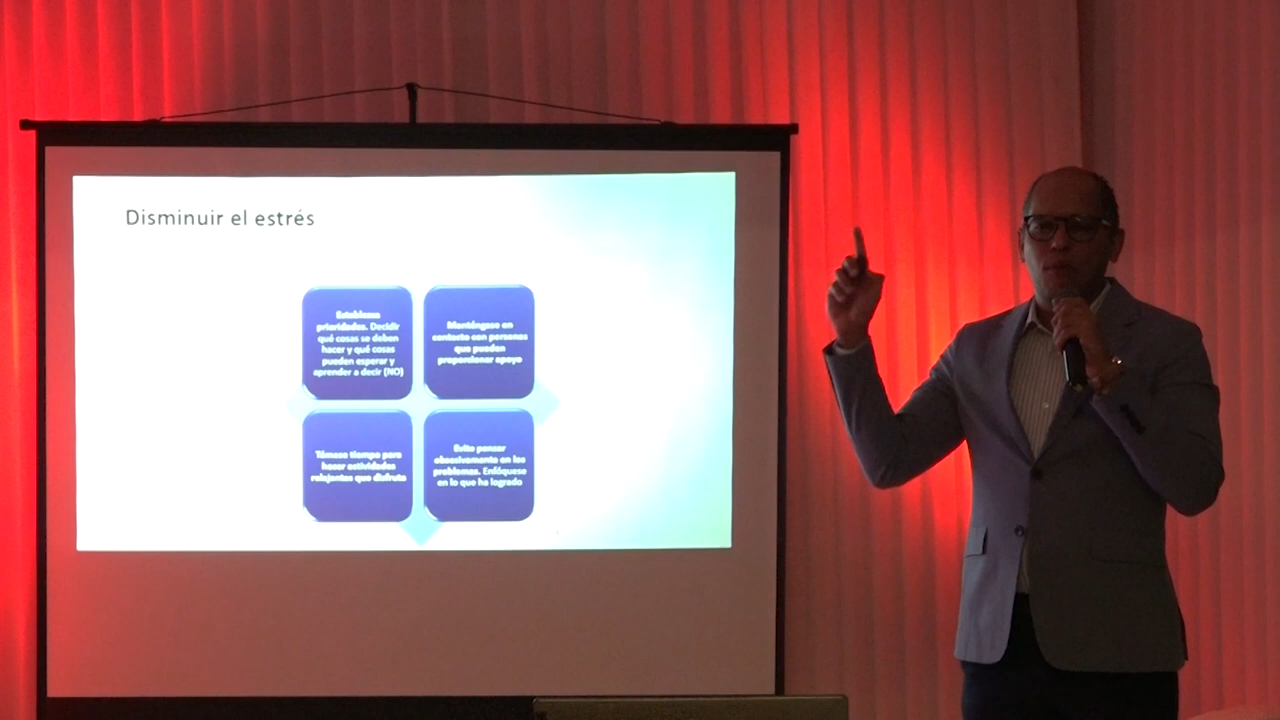 Disminuir el estrés
Establezca
prioridades. Decidir
qué cosas se deben
hacer y qué cosas
pueden esperar y
aprender a decir (NO)
Manténgase en
contacto con personas
que pueden
proporcionar apoyo
Tómese tiempo para
hacer actividades
relajantes que disfrute
Evite pensar
obsesivamente en los
problemas. Enfóquese
en lo que ha logrado